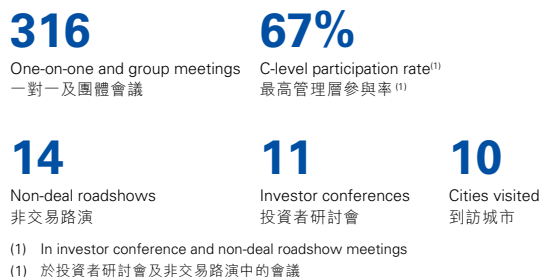 316
One-on-one and group meetings
一對一及團體會議
67%
C-level participation rate(1)
最高管理層參與率(1)
14
Non-deal roadshows
非交易路演
11
Investor conferences
投資者研討會
10
Cities visited
到訪城市
(1) In investor conference and non-deal roadshow meetings
(1) 於投資者研討會及非交易路演中的會議